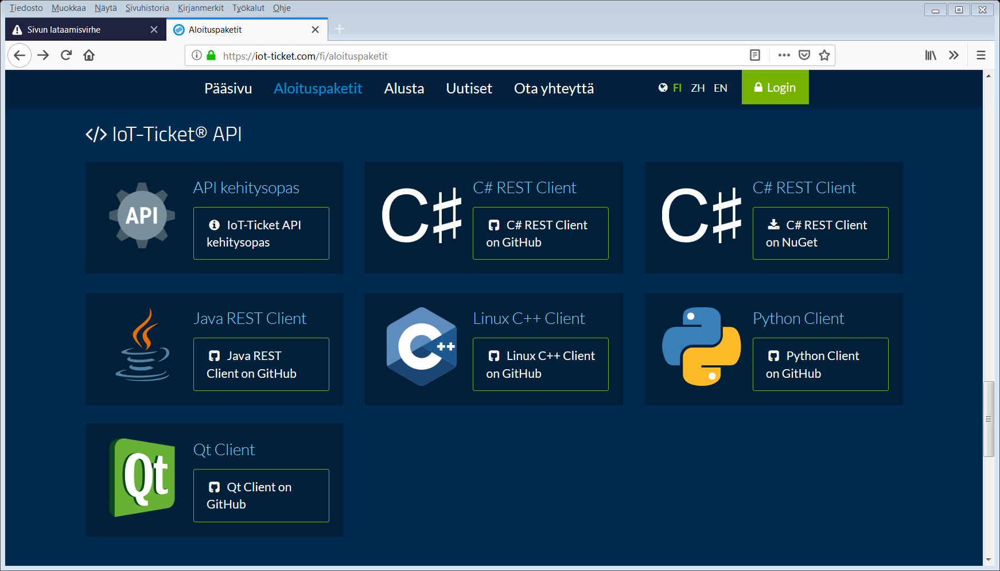 Tiedosto Muokkaa Näytä Sivuhistoria Kirjanmerkit Työkalut Ohje
Sivun lataamisvirhe Aloituspaketit
https://iot-ticket.com/fi/aloituspaketit
Pääsivu Aloituspaketit Alusta Uutiset Ota yhteyttä FI ZH EN Login
</> IoT-Ticket® API
API
API kehitysopas
IoT-Ticket API
kehitysopas
C#
C# REST Client
C# REST Client
on GitHub
C#
C# REST Client
C# REST Client
on NuGet
Java REST Client
Java REST
Client on GitHub
C++
Linux C++ Client
Linux C++ Client
on GitHub
Python Client
Python Client
on GitHub
Qt
Qt Client
Qt Client on
GitHub